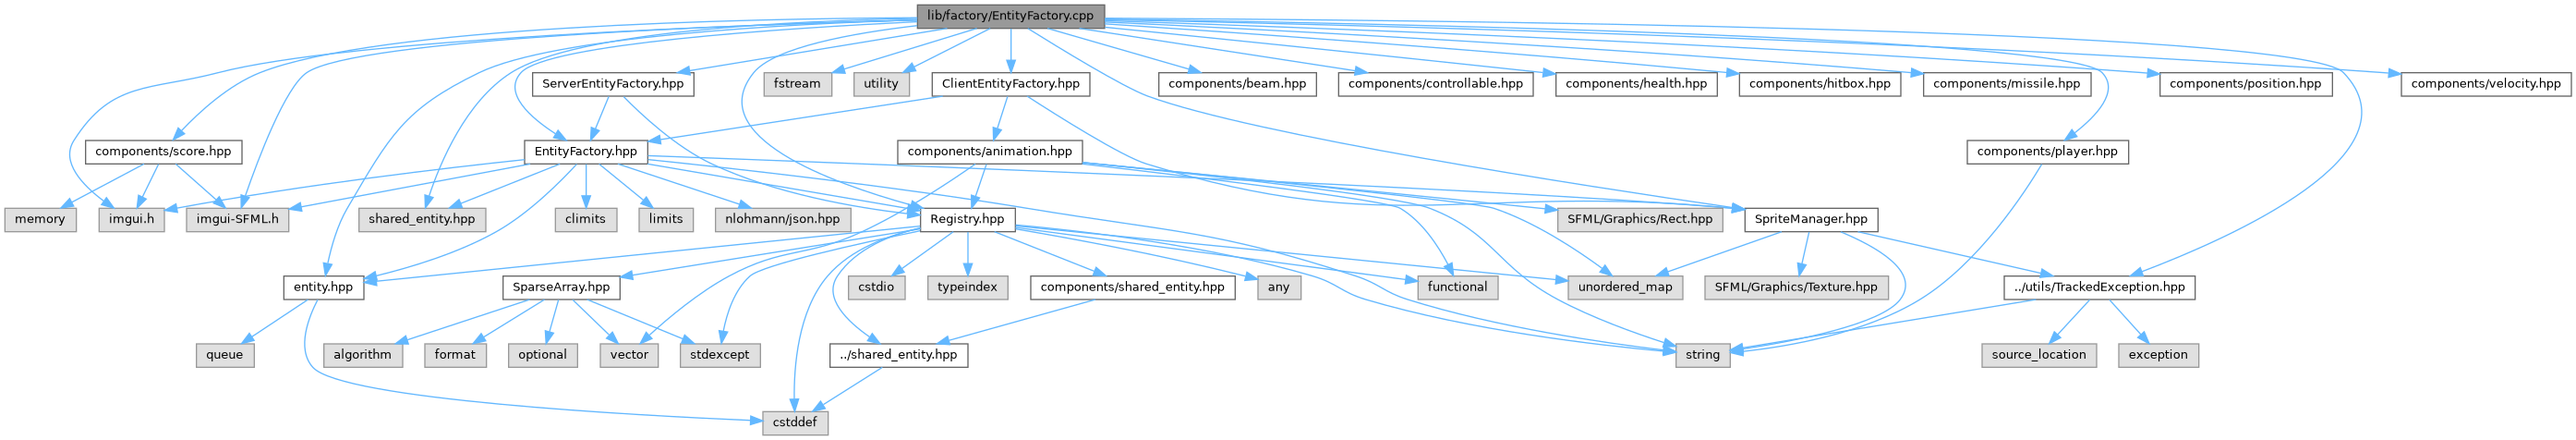 lib/factory/EntityFactory.cpp
ServerEntityFactory.hpp
fstream
utility
ClientEntityFactory.hpp
components/beam.hpp
components/controllable.hpp
components/health.hpp
components/hitbox.hpp
components/missile.hpp
components/position.hpp
components/velocity.hpp
components/score.hpp
EntityFactory.hpp
components/animation.hpp
components/player.hpp
memory
imgui.h
imgui-SFML.h
shared_entity.hpp
climits
limits
nlohmann/json.hpp
Registry.hpp
SFML/Graphics/Rect.hpp
SpriteManager.hpp
entity.hpp
SparseArray.hpp
cstdio
typeindex
components/shared_entity.hpp
any
functional
unordered_map
SFML/Graphics/Texture.hpp
../utils/TrackedException.hpp
queue
algorithm
format
optional
vector
stdexcept
../shared_entity.hpp
string
source_location
exception
cstddef